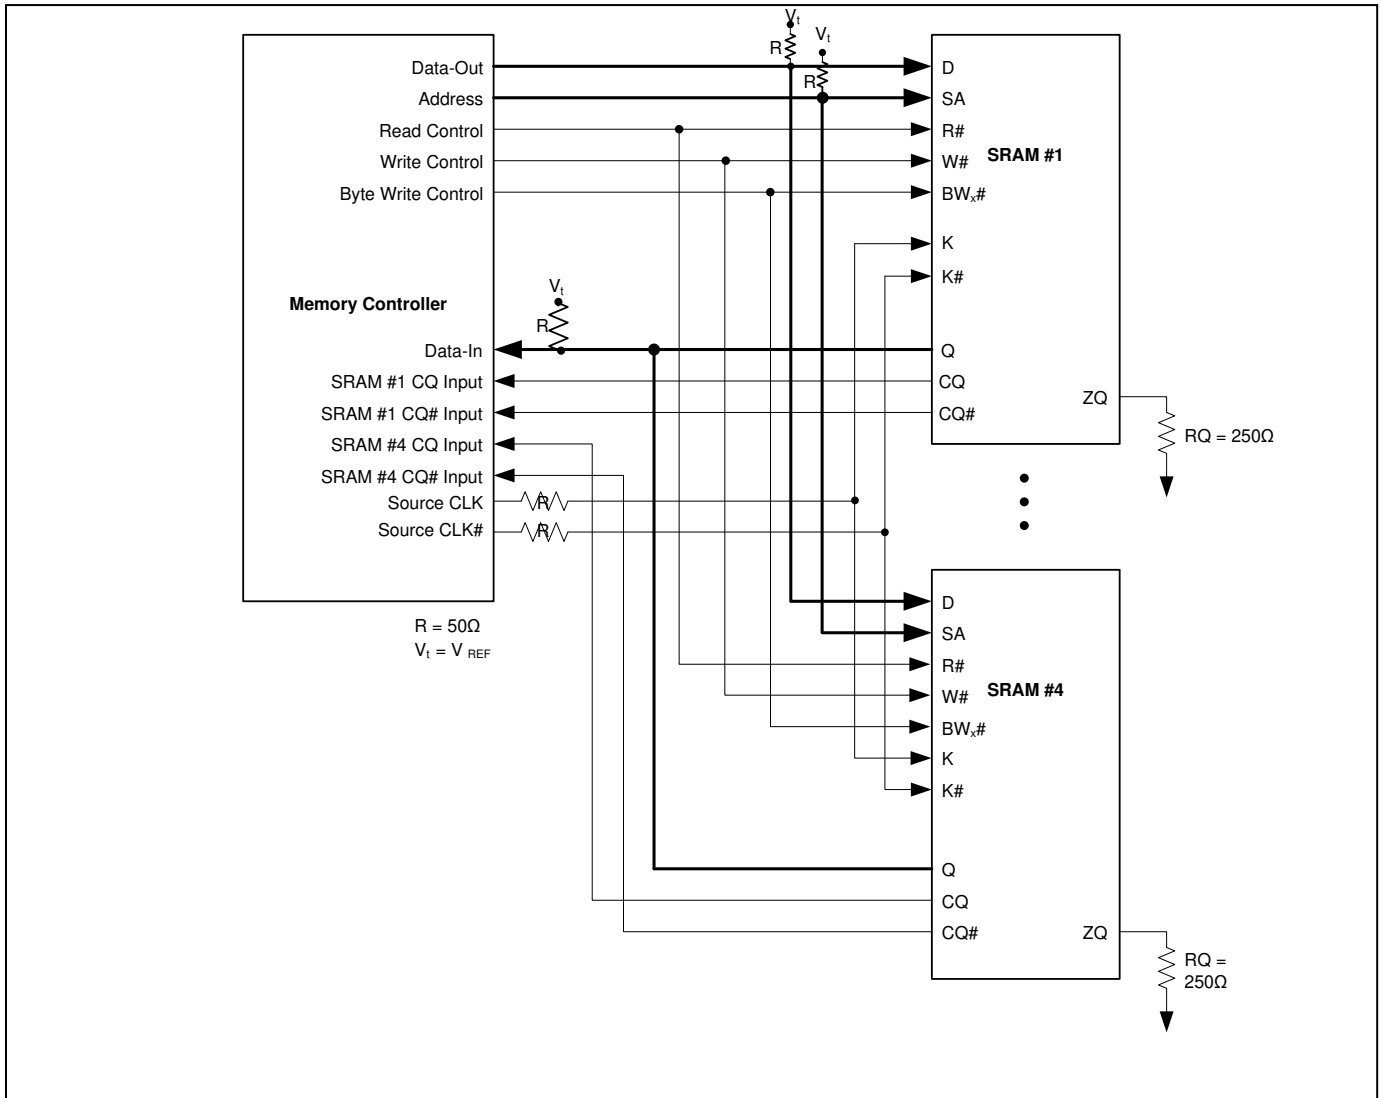 Vt
Vt
R
R
Data-Out
Address
Read Control
Write Control
Byte Write Control
Memory Controller
Vt
R
Data-In
SRAM #1 CQ Input
SRAM #1 CQ# Input
SRAM #4 CQ Input
SRAM #4 CQ# Input
Source CLK
R
Source CLK#
R
R = 50Ω
Vt = V REF
D
SA
R#
SRAM #1
W#
BWx#
K
K#
Q
CQ
ZQ
CQ#
RQ = 250Ω
D
SA
R#
SRAM #4
W#
BWx#
K
K#
Q
CQ
CQ#
ZQ
RQ =
250Ω